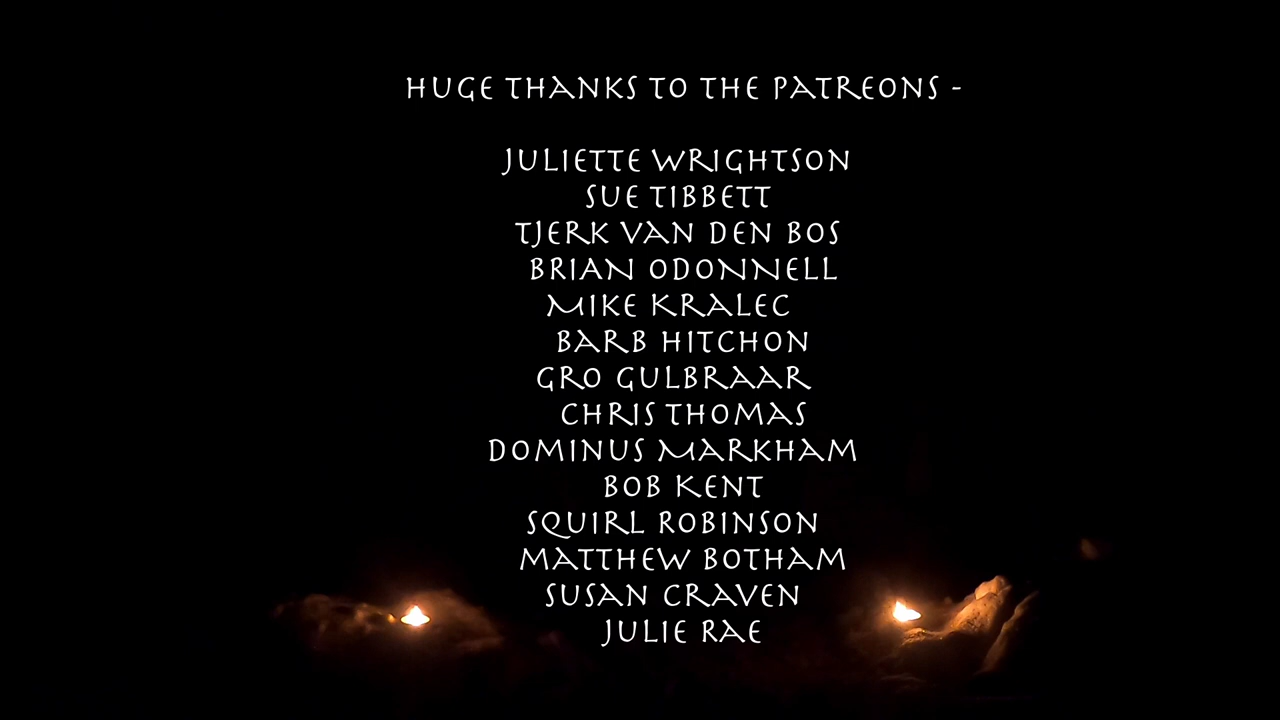 HUGE THANKS TO THE PATREONS -
JULIETTE WRIGHTSON
SUE TIBBETT
TJERK VAN DEN BOS
BRIAN ODONNELL
MIKE KRALEC
BARB HITCHON
GRO GULBRAAR
CHRIS THOMAS
DOMINUS MARKHAM
BOB KENT
SQUIRL ROBINSON
MATTHEW BOTHAM
SUSAN CRAVEN
JULIE RAE